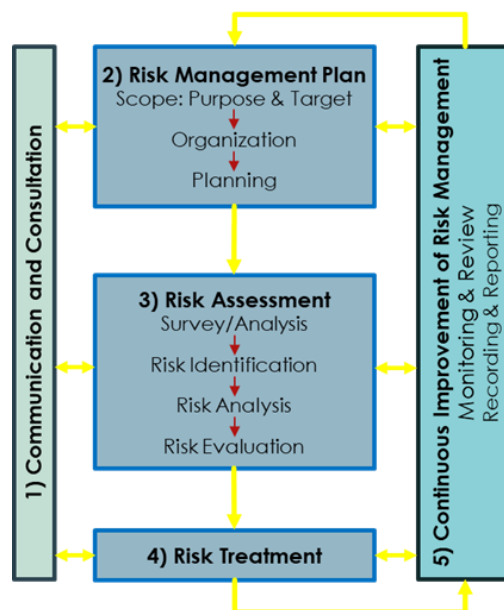 1) Communication and Consultation
2) Risk Management Plan
Scope: Purpose & Target
Organization
Planning
3) Risk Assessment
Survey/Analysis
Risk Identification
Risk Analysis
Risk Evaluation
4) Risk Treatment
5) Continuous Improvement of Risk Management
Monitoring & Review
Recording & Reporting